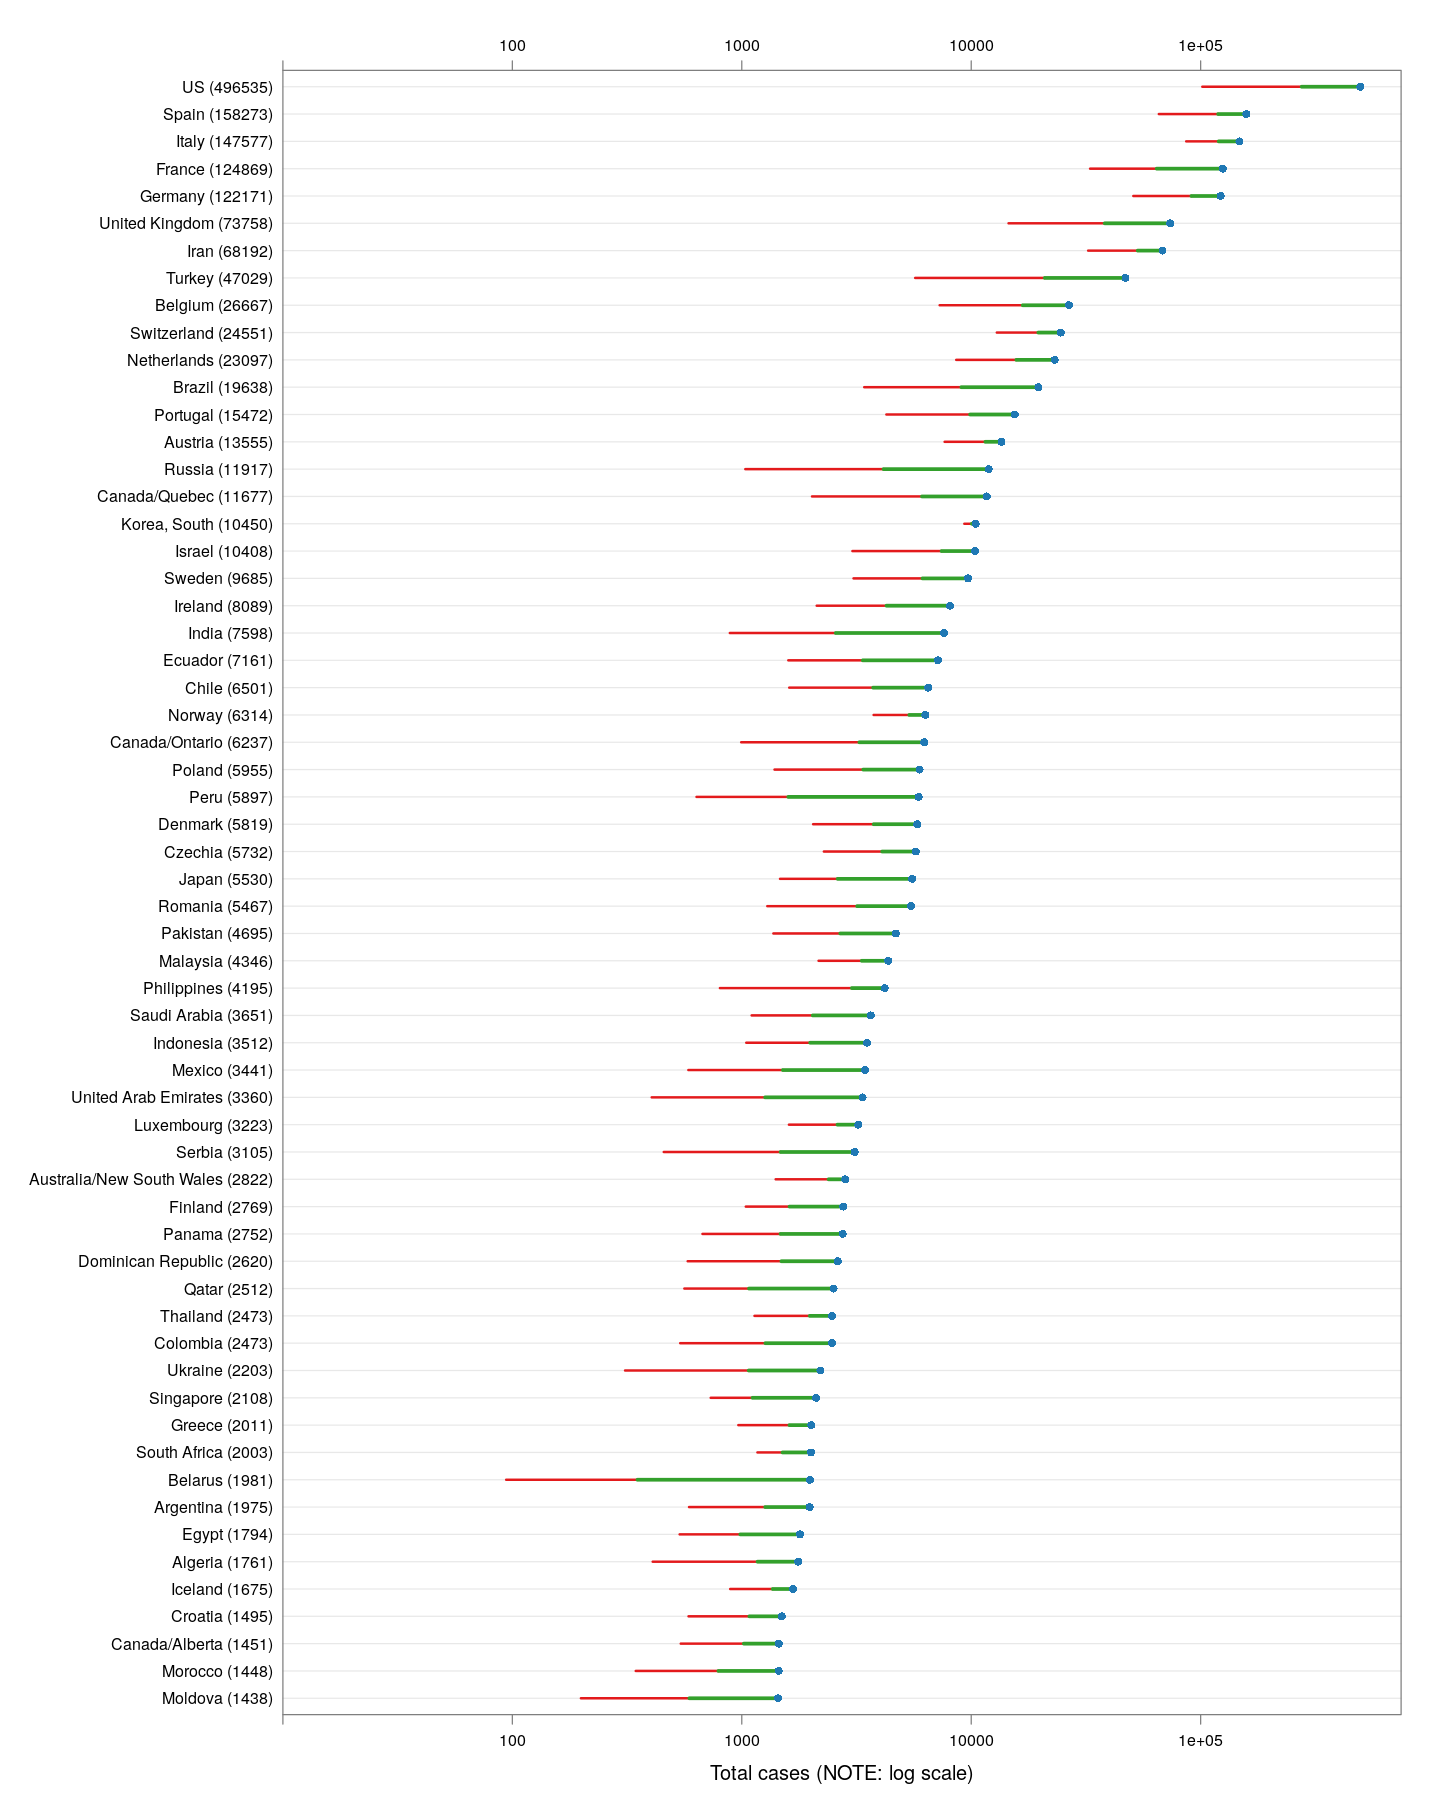 100 1000 10000 1e+05
US (496535)
Spain (158273)
Italy (147577)
France (124869)
Germany (122171)
United Kingdom (73758)
Iran (68192)
Turkey (47029)
Belgium (26667)
Switzerland (24551)
Netherlands (23097)
Brazil (19638)
Portugal (15472)
Austria (13555)
Russia (11917)
Canada/Quebec (11677)
Korea, South (10450)
Israel (10408)
Sweden (9685)
Ireland (8089)
India (7598)
Ecuador (7161)
Chile (6501)
Norway (6314)
Canada/Ontario (6237)
Poland (5955)
Peru (5897)
Denmark (5819)
Czechia (5732)
Japan (5530)
Romania (5467)
Pakistan (4695)
Malaysia (4346)
Philippines (4195)
Saudi Arabia (3651)
Indonesia (3512)
Mexico (3441)
United Arab Emirates (3360)
Luxembourg (3223)
Serbia (3105)
Australia/New South Wales (2822)
Finland (2769)
Panama (2752)
Dominican Republic (2620)
Qatar (2512)
Thailand (2473)
Colombia (2473)
Ukraine (2203)
Singapore (2108)
Greece (2011)
South Africa (2003)
Belarus (1981)
Argentina (1975)
Egypt (1794)
Algeria (1761)
Iceland (1675)
Croatia (1495)
Canada/Alberta (1451)
Morocco (1448)
Moldova (1438)
100 1000 10000 1e+05
Total cases (NOTE: log scale)